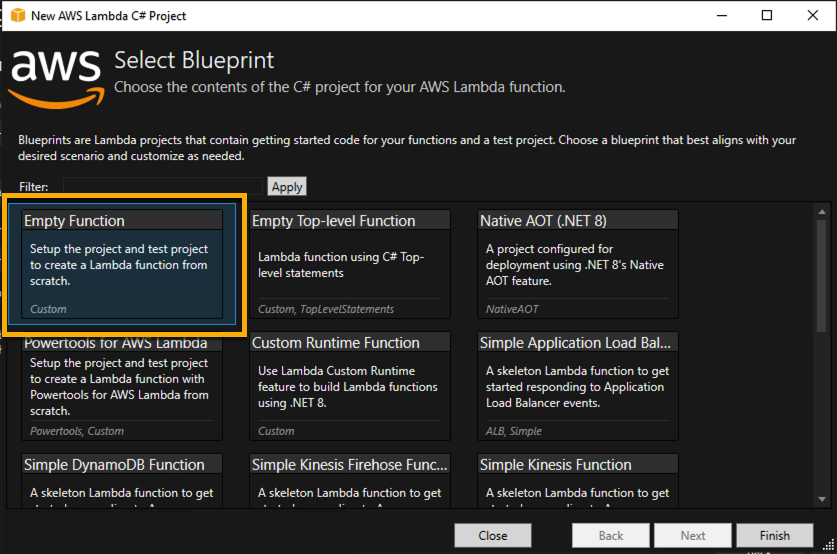 New AWS Lambda C# Project
aws
Select Blueprint
Choose the contents of the C# project for your AWS Lambda function.
Blueprints are Lambda projects that contain getting started code for your functions and a test project. Choose a blueprint that best aligns with your
desired scenario and customize as needed.
Filter:
Apply
Empty Function
Setup the project and test project
to create a Lambda function from
scratch.
Custom
Empty Top-level Function
Lambda function using C# Top-
level statements
Custom, TopLevelStatements
Native AOT (.NET 8)
A project configured for
deployment using .NET 8's Native
AOT feature.
NativeAOT
Powertools for AWS Lambda
Setup the project and test project
to create a Lambda function with
Powertools for AWS Lambda from
scratch.
Powertools, Custom
Custom Runtime Function
Use Lambda Custom Runtime
feature to build Lambda functions
using .NET 8.
Custom
Simple Application Load Bal...
A skeleton Lambda function to get
started responding to Application
Load Balancer events.
ALB, Simple
Simple DynamoDB Function
A skeleton Lambda function to get
Simple Kinesis Firehose Func...
A skeleton Lambda function to get
Simple Kinesis Function
A skeleton Lambda function to get
Close
Back
Next
Finish